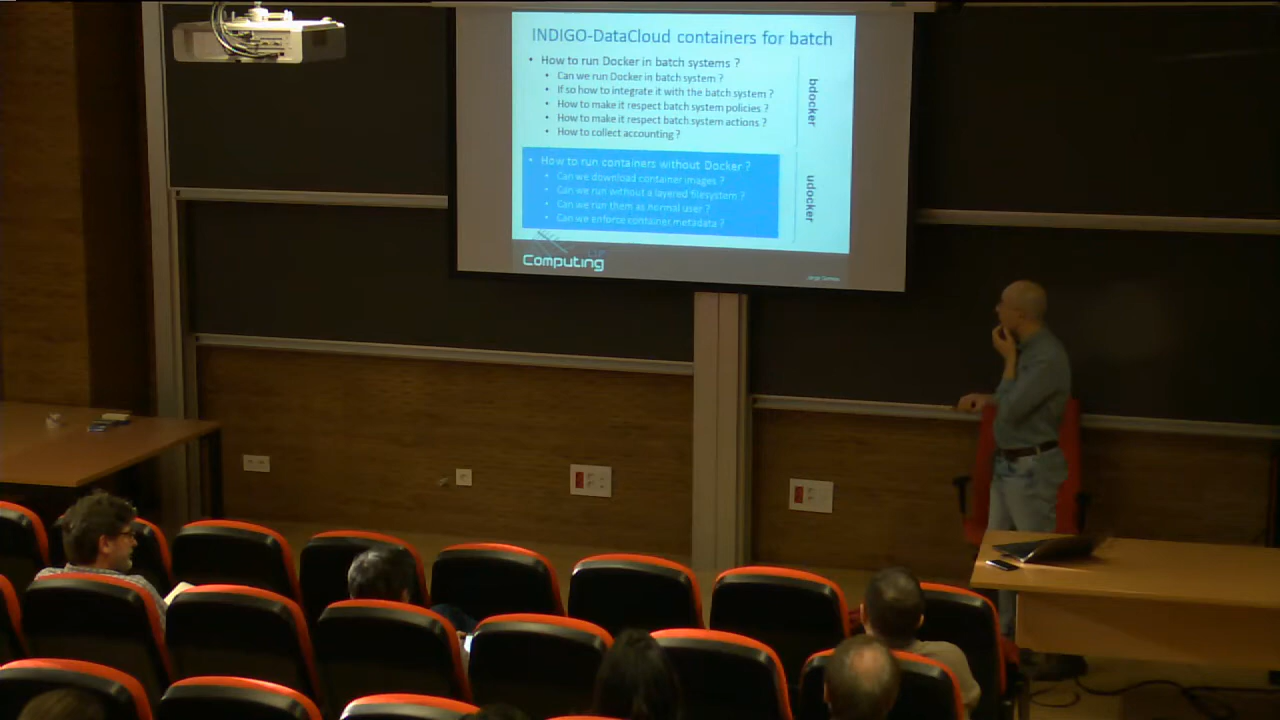 INDIGO-DataCloud containers for batch
• How to run Docker in batch systems ?
• Can we run Docker in batch system ?
• If so how to integrate it with the batch system ?
• How to make it respect batch system policies ?
• How to make it respect batch system actions ?
• How to collect accounting ?
bdocker
• How to run containers without Docker ?
• Can we download container images ?
• Can we run without a layered filesystem ?
• Can we run them as normal user ?
• Can we enforce container metadata ?
udocker
Computing